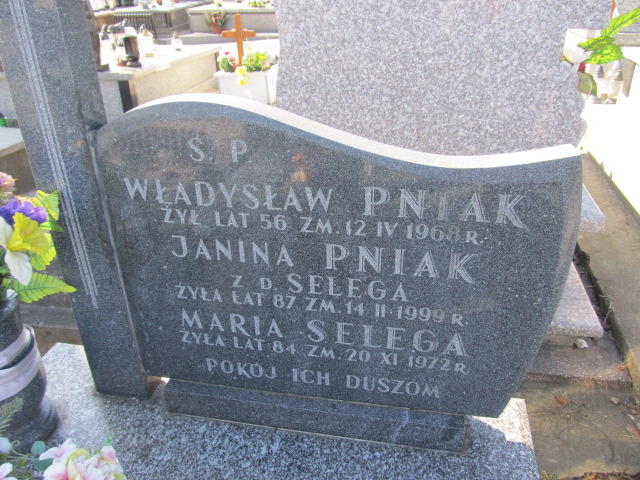 S. P
WŁADYSŁAW PNIAK
ŻYŁ LAT 56 ZM. 12 IV 1968 R.
JANINA PNIAK
Z D. SELEGA
ŻYŁA LAT 87 ZM. 14 II 1999 R.
MARIA SELEGA
ŻYŁA LAT 84 ZM. 20 XI 1972 R
POKÓJ ICH DUSZOM